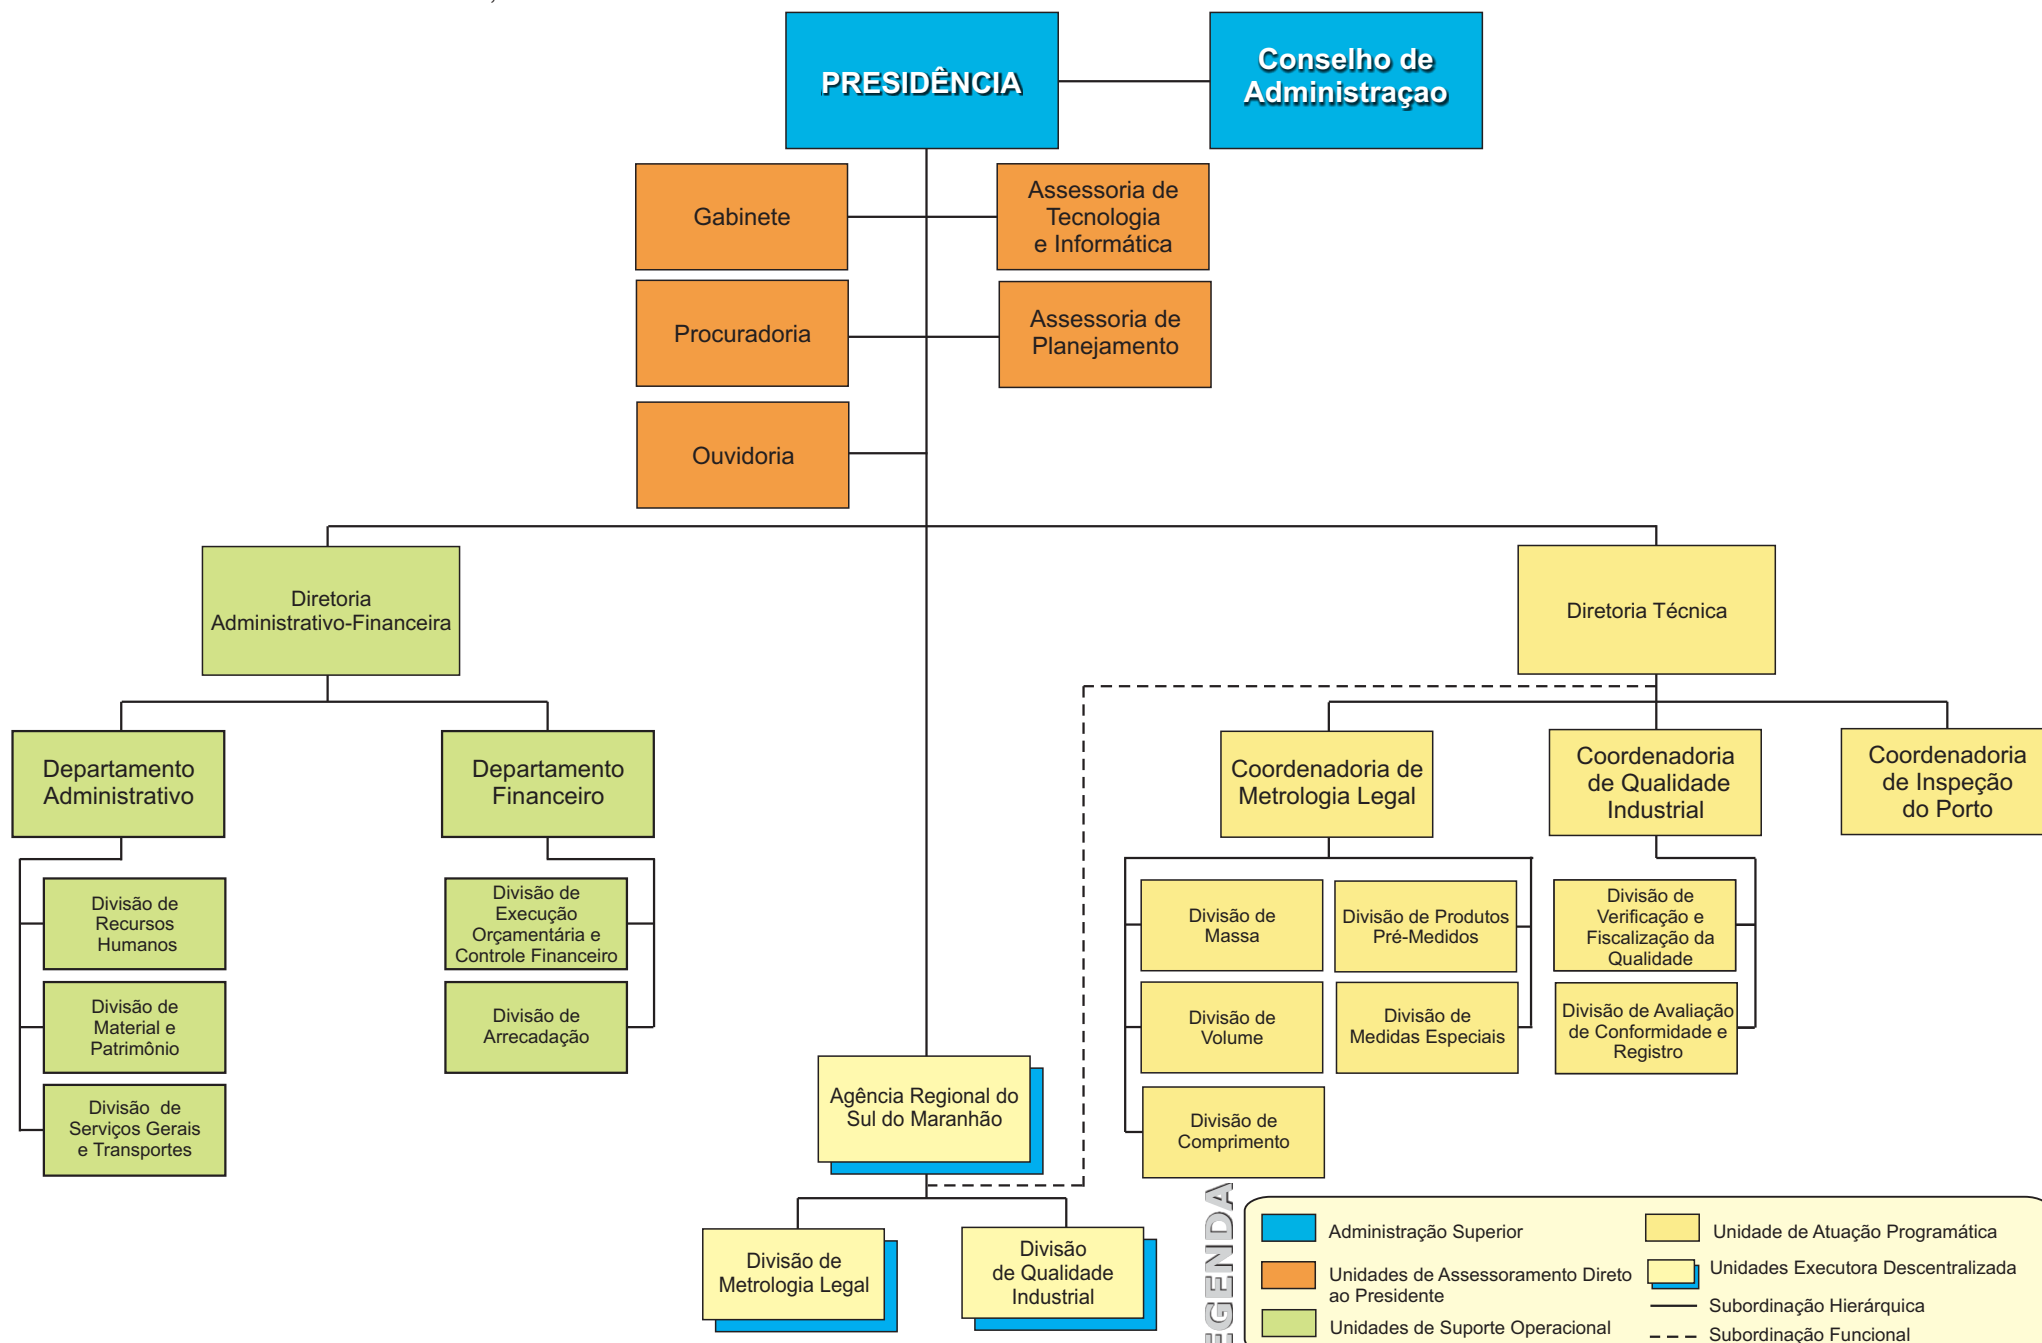 PRESIDÊNCIA
Conselho de
Administraçao
Gabinete
Assessoria de
Tecnologia
e Informática
Procuradoria
Assessoria de
Planejamento
Ouvidoria
Diretoria
Administrativo-Financeira
Diretoria Técnica
Departamento
Administrativo
Departamento
Financeiro
Coordenadoria de
Metrologia Legal
Coordenadoria
de Qualidade
Industrial
Coordenadoria
de Inspeção
do Porto
Divisão de
Recursos
Humanos
Divisão de
Material e
Patrimônio
Divisão de
Serviços Gerais
e Transportes
Divisão de
Execução
Orçamentária e
Controle Financeiro
Divisão de
Arrecadação
Divisão de
Massa
Divisão de Produtos
Pré-Medidos
Divisão de
Volume
Divisão de
Medidas Especiais
Divisão de
Comprimento
Divisão de
Verificação e
Fiscalização da
Qualidade
Divisão de Avaliação
de Conformidade e
Registro
Agência Regional do
Sul do Maranhão
Divisão de
Metrologia Legal
Divisão
de Qualidade
Industrial
EGENDA
Administração Superior
Unidades de Assessoramento Direto
ao Presidente
Unidades de Suporte Operacional
Unidade de Atuação Programática
Unidades Executora Descentralizada
Subordinação Hierárquica
Subordinação Funcional